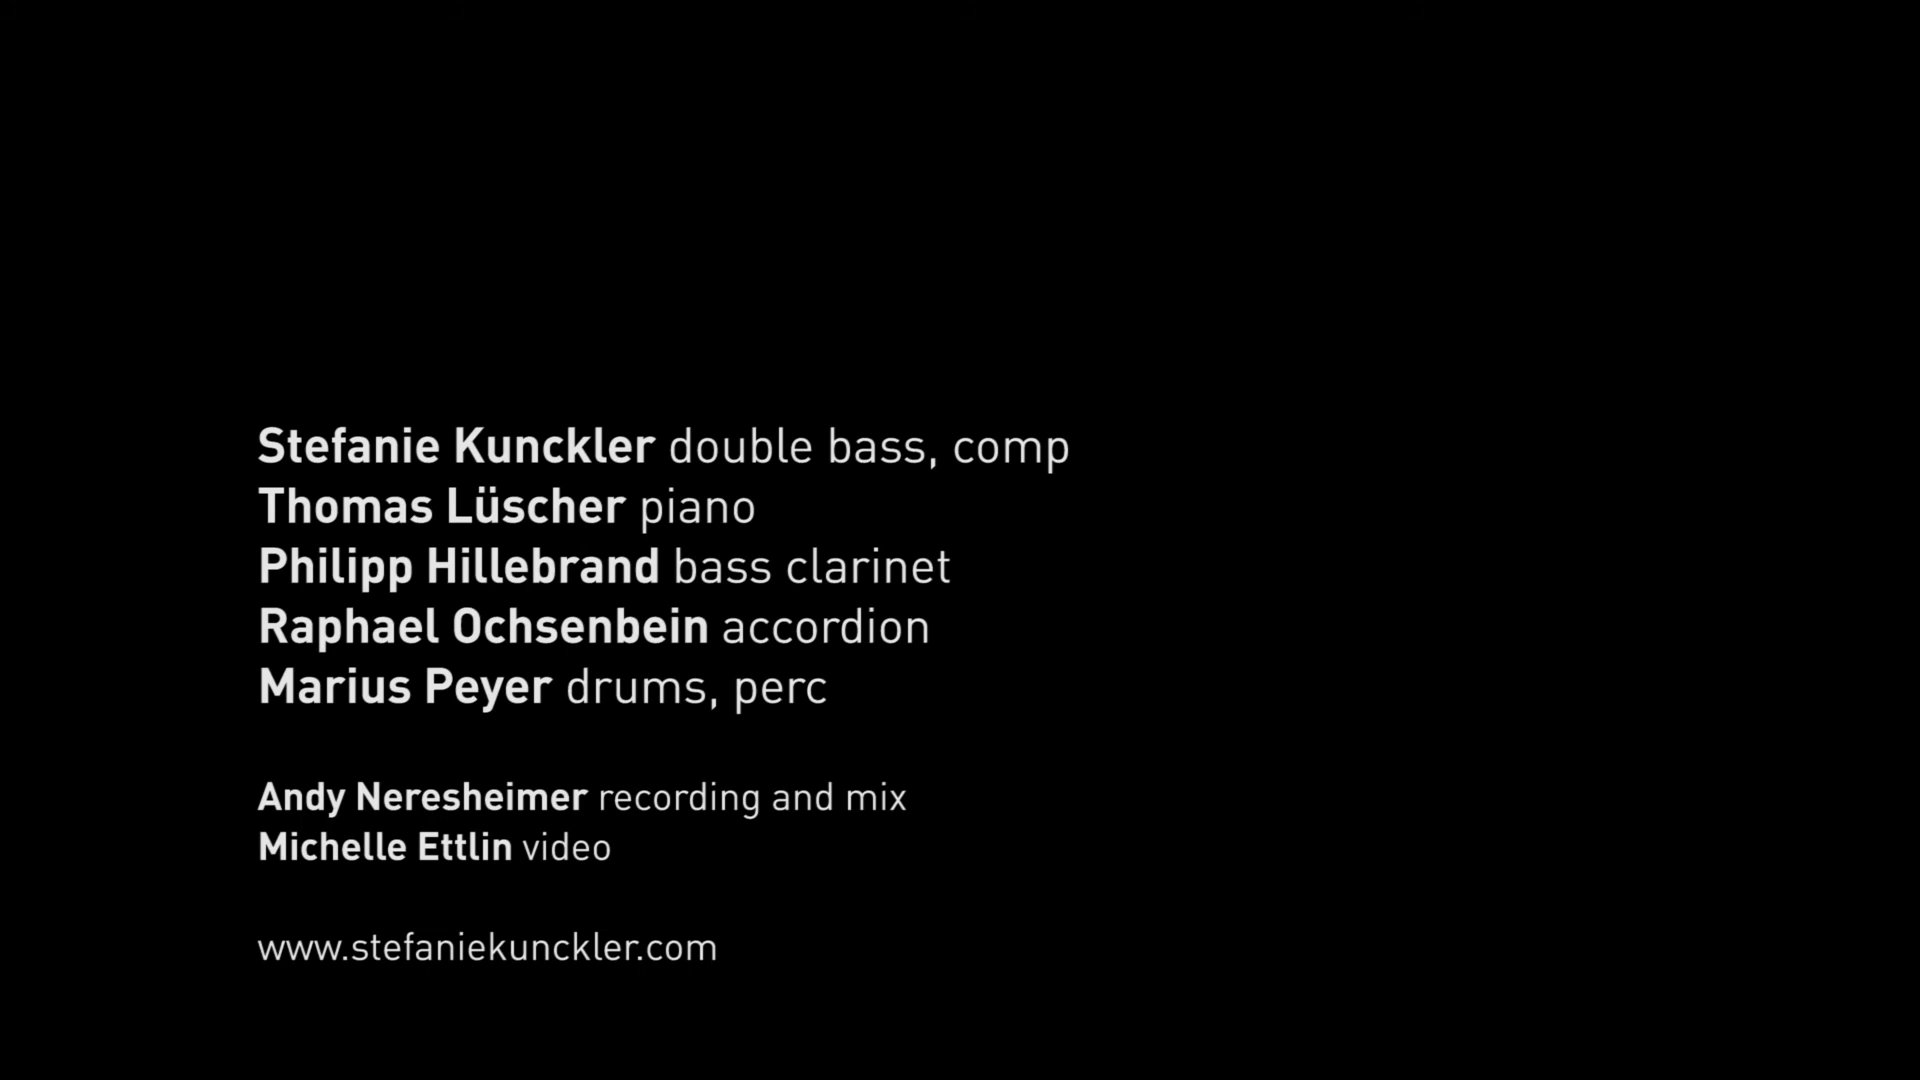 Stefanie Kunckler double bass, comp
Thomas Lüscher piano
Philipp Hillebrand bass clarinet
Raphael Ochsenbein accordion
Marius Peyer drums, perc
Andy Neresheimer recording and mix
Michelle Ettlin video
www.stefaniekunckler.com